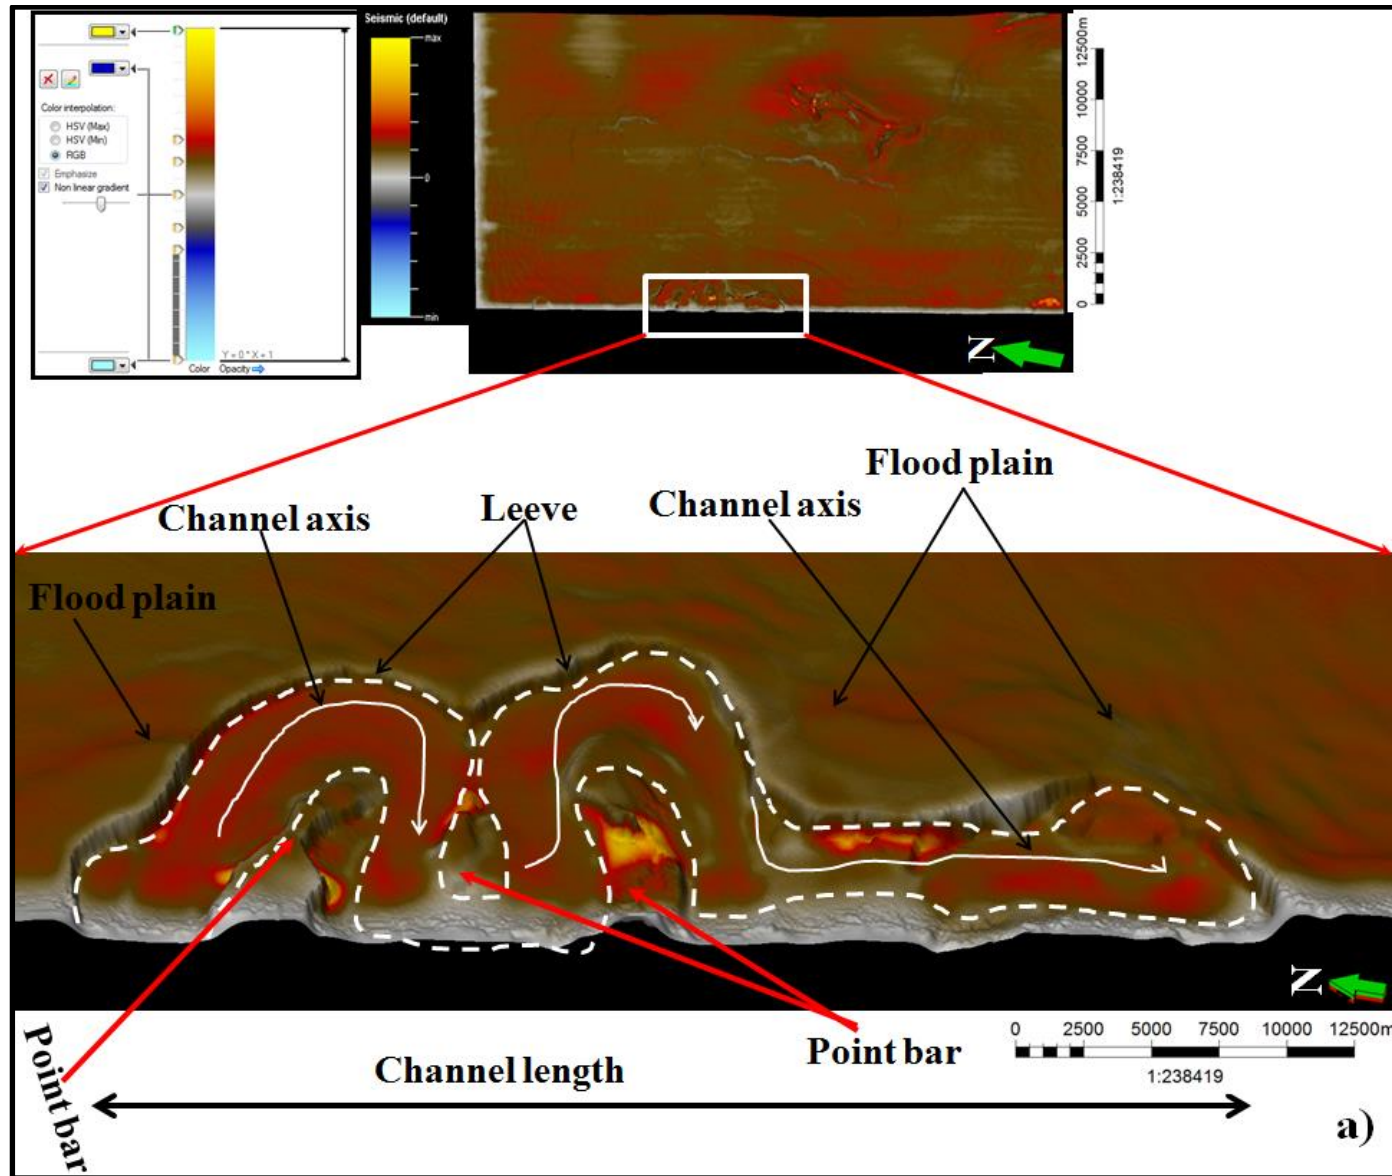 Color interpolation:
HSV (Max)
HSV (Min)
RGB
Emphasize
Non linear gradient
Y = 0 * X + 1
Color
Opacity
Seismic (default)
max
0
min
N
12500m
10000
7500
5000
2500
0
1:238419
Flood plain
Channel axis
Leeve
Channel axis
Flood plain
N
Point bar
Point bar
Channel length
0 2500 5000 7500 10000 12500m
1:238419
a)